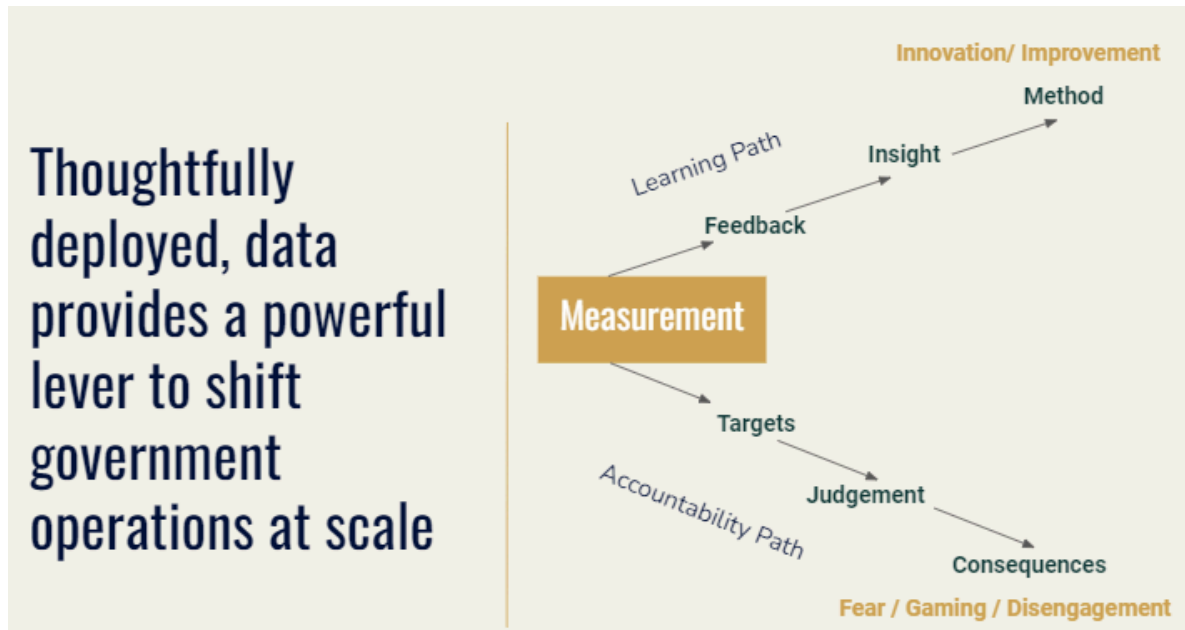 Thoughtfully
deployed, data
provides a powerful
lever to shift
government
operations at scale
Innovation/ Improvement
Method
Insight
Learning Path
Feedback
Measurement
Targets
Accountability Path
Judgement
Consequences
Fear / Gaming / Disengagement